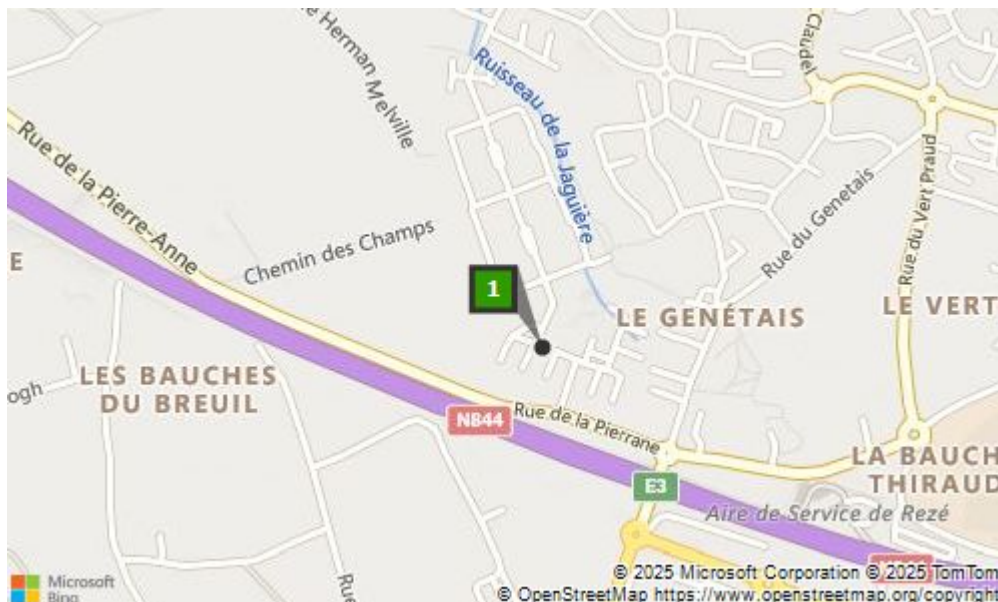 Herman Melville
Ruisseau de la Jaguière
Claudel
Rue de la Pierre-Anne
Chemin des Champs
Rue du Genetais
Rue du Vert Praud
E
1
LE GENÉTAIS
LE VERT
LES BAUCHES
DU BREUIL
ogh
N844
Rue de la Pierrane
E3
LA BAUCH
THIRAUD
Aire de Service de Rezé
Rue
Microsoft
Bing
© 2025 Microsoft Corporation © 2025 TomTom
© OpenStreetMap https://www.openstreetmap.org/copyright